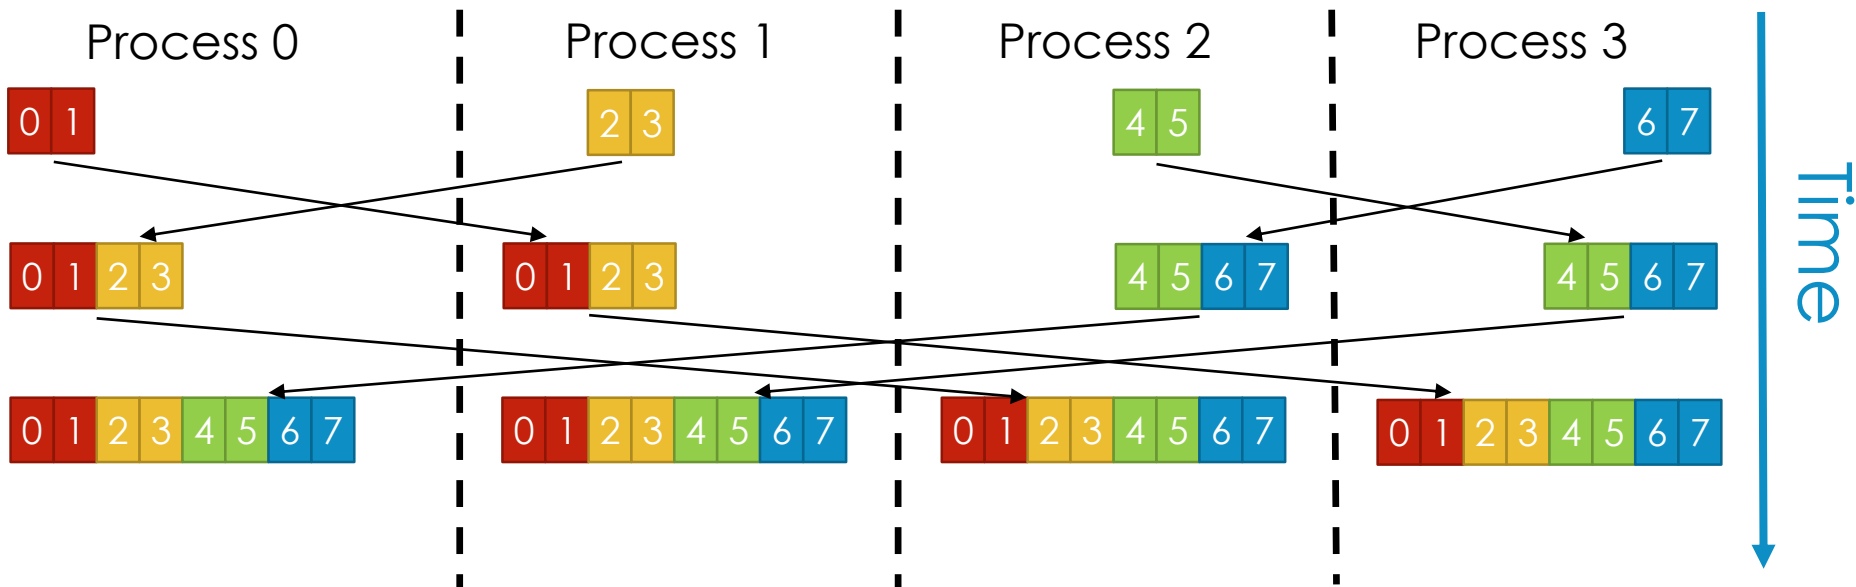 Process 0 Process 1 Process 2 Process 3
0 1 2 3 4 5 6 7
0 1 2 3 0 1 2 3 4 5 6 7 4 5 6 7
0 1 2 3 4 5 6 7 0 1 2 3 4 5 6 7 0 1 2 3 4 5 6 7 0 1 2 3 4 5 6 7
Time